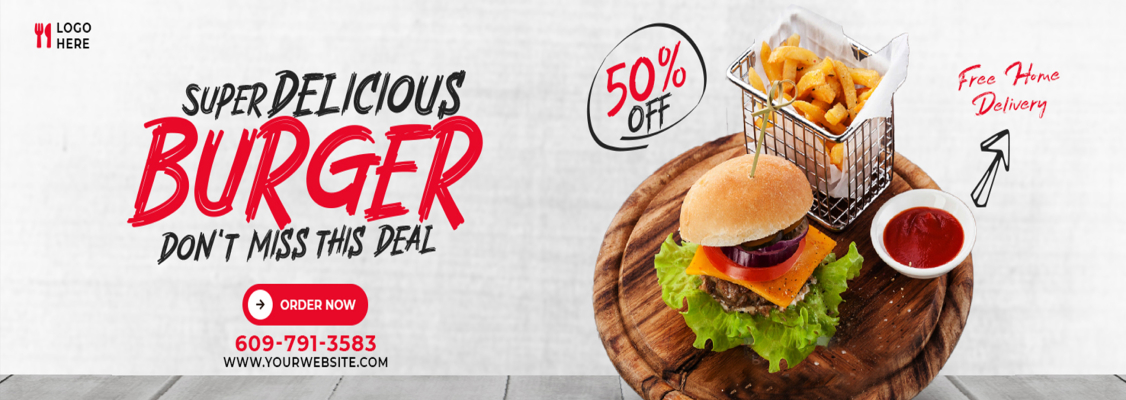 LOGO
HERE
SUPER DELICIOUS
BURGER
DON'T MISS THIS DEAL
ORDER NOW
609-791-3583
WWW.YOURWEBSITE.COM
50%
OFF
Free Home
Delivery